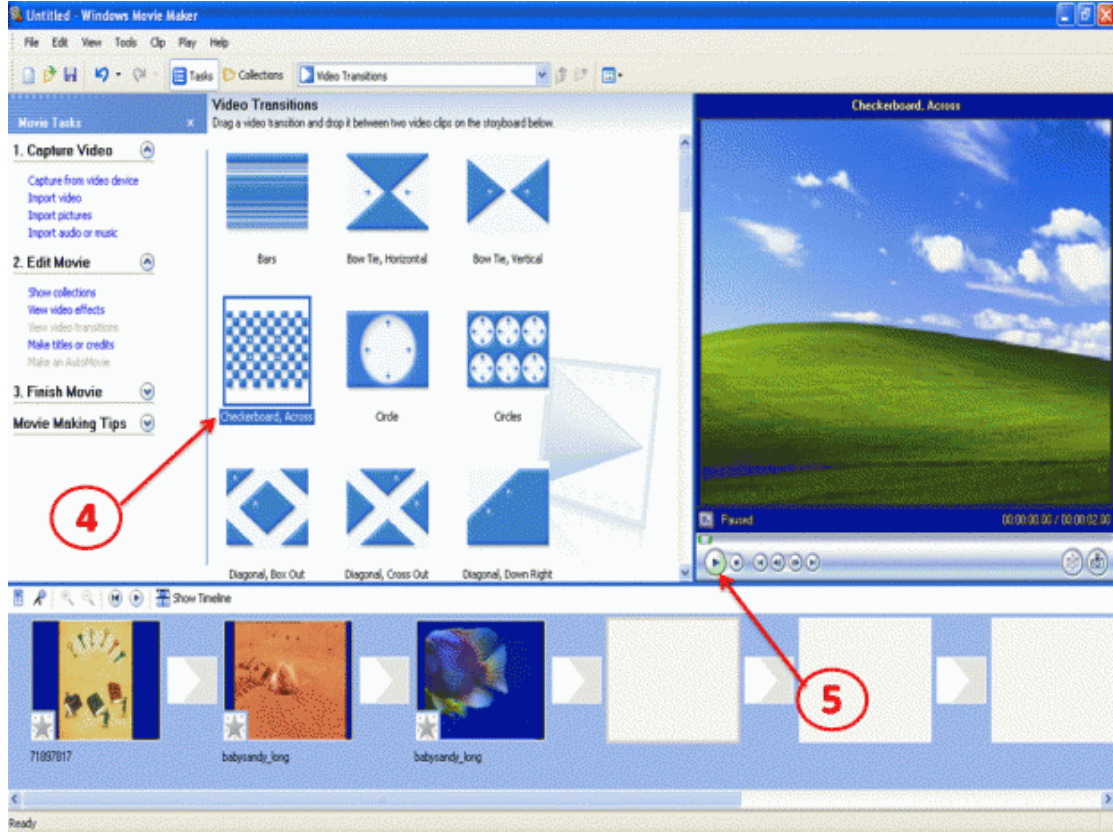 Untitled - Windows Movie Maker
File Edit View Tools Clip Play Help
Tasks Collections Video Transitions
Movie Tasks x
1. Capture Video
Capture from video device
Import video
Import pictures
Import audio or music
2. Edit Movie
Show collections
View video effects
View video transitions
Make titles or credits
Make an AutoMovie
3. Finish Movie
Movie Making Tips
Video Transitions
Drag a video transition and drop it between two video clips on the storyboard below.
Bars Bow Tie, Horizontal Bow Tie, Vertical
Checkerboard, Across Circle Circles
Diagonal, Box Out Diagonal, Cross Out Diagonal, Down Right
4
Checkerboard, Across
Paused 00:00:00.00 / 00:00:02.00
5
Show Timeline
71897817 babysandy_long babysandy_long
Ready